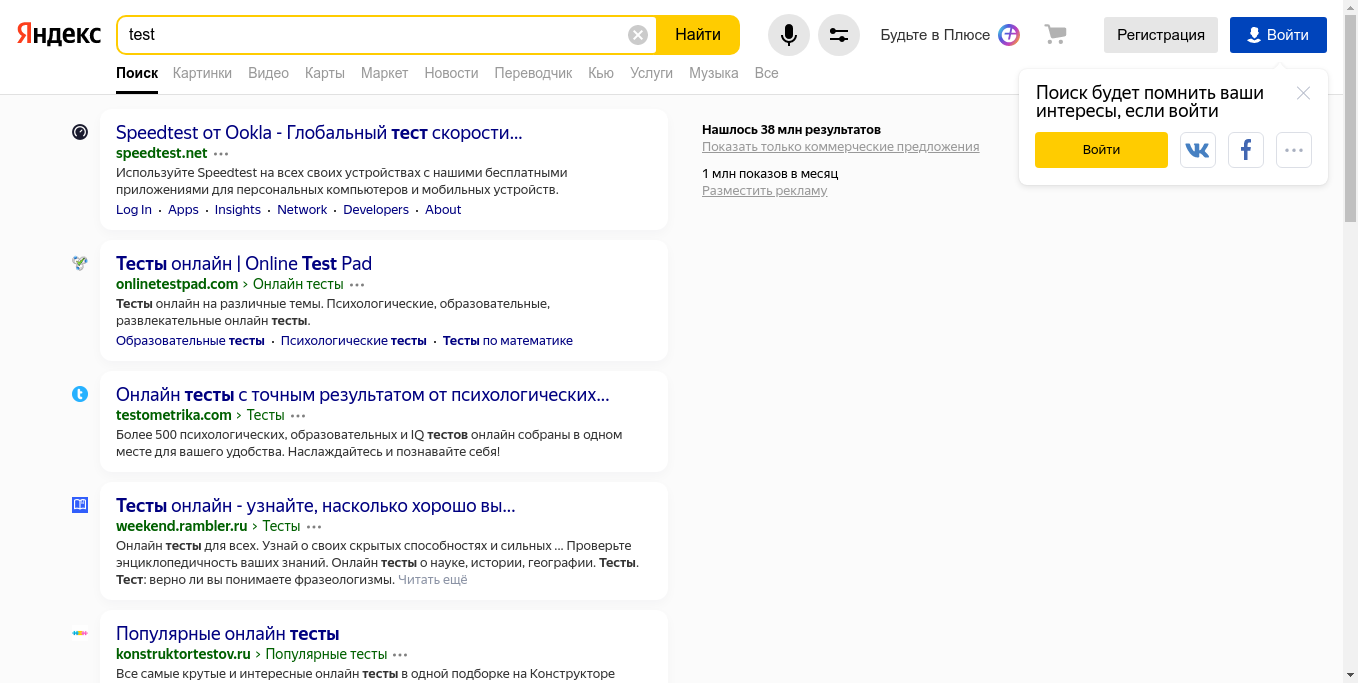 Яндекс
test
Найти
Будьте в Плюсе
Регистрация
Войти
Поиск Картинки Видео Карты Маркет Новости Переводчик Кью Услуги Музыка Все
Поиск будет помнить ваши
интересы, если войти
Войти
Speedtest от Ookla - Глобальный тест скорости...
speedtest.net
Используйте Speedtest на всех своих устройствах с нашими бесплатными
приложениями для персональных компьютеров и мобильных устройств.
Log In · Apps · Insights · Network · Developers · About
Тесты онлайн | Online Test Pad
onlinetestpad.com › Онлайн тесты
Тесты онлайн на различные темы. Психологические, образовательные,
развлекательные онлайн тесты.
Образовательные тесты · Психологические тесты · Тесты по математике
Онлайн тесты с точным результатом от психологических...
testometrika.com › Тесты
Более 500 психологических, образовательных и IQ тестов онлайн собраны в одном
месте для вашего удобства. Наслаждайтесь и познавайте себя!
Тесты онлайн - узнайте, насколько хорошо вы...
weekend.rambler.ru › Тесты
Онлайн тесты для всех. Узнай о своих скрытых способностях и сильных ... Проверьте
энциклопедичность ваших знаний. Онлайн тесты о науке, истории, географии. Тесты.
Тест: верно ли вы понимаете фразеологизмы. Читать ещё
Популярные онлайн тесты
konstruktortestov.ru › Популярные тесты
Все самые крутые и интересные онлайн тесты в одной подборке на Конструкторе
Нашлось 38 млн результатов
Показать только коммерческие предложения
1 млн показов в месяц
Разместить рекламу